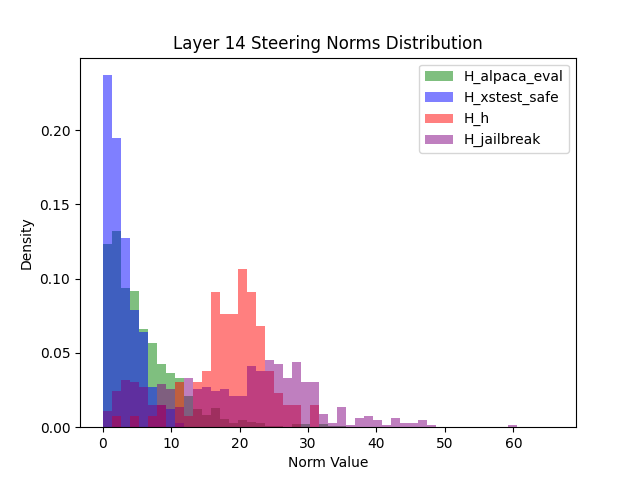 Layer 14 Steering Norms Distribution
H_alpaca_eval
H_xstest_safe
H_h
H_jailbreak
Density
0.20
0.15
0.10
0.05
0.00
0 10 20 30 40 50 60
Norm Value